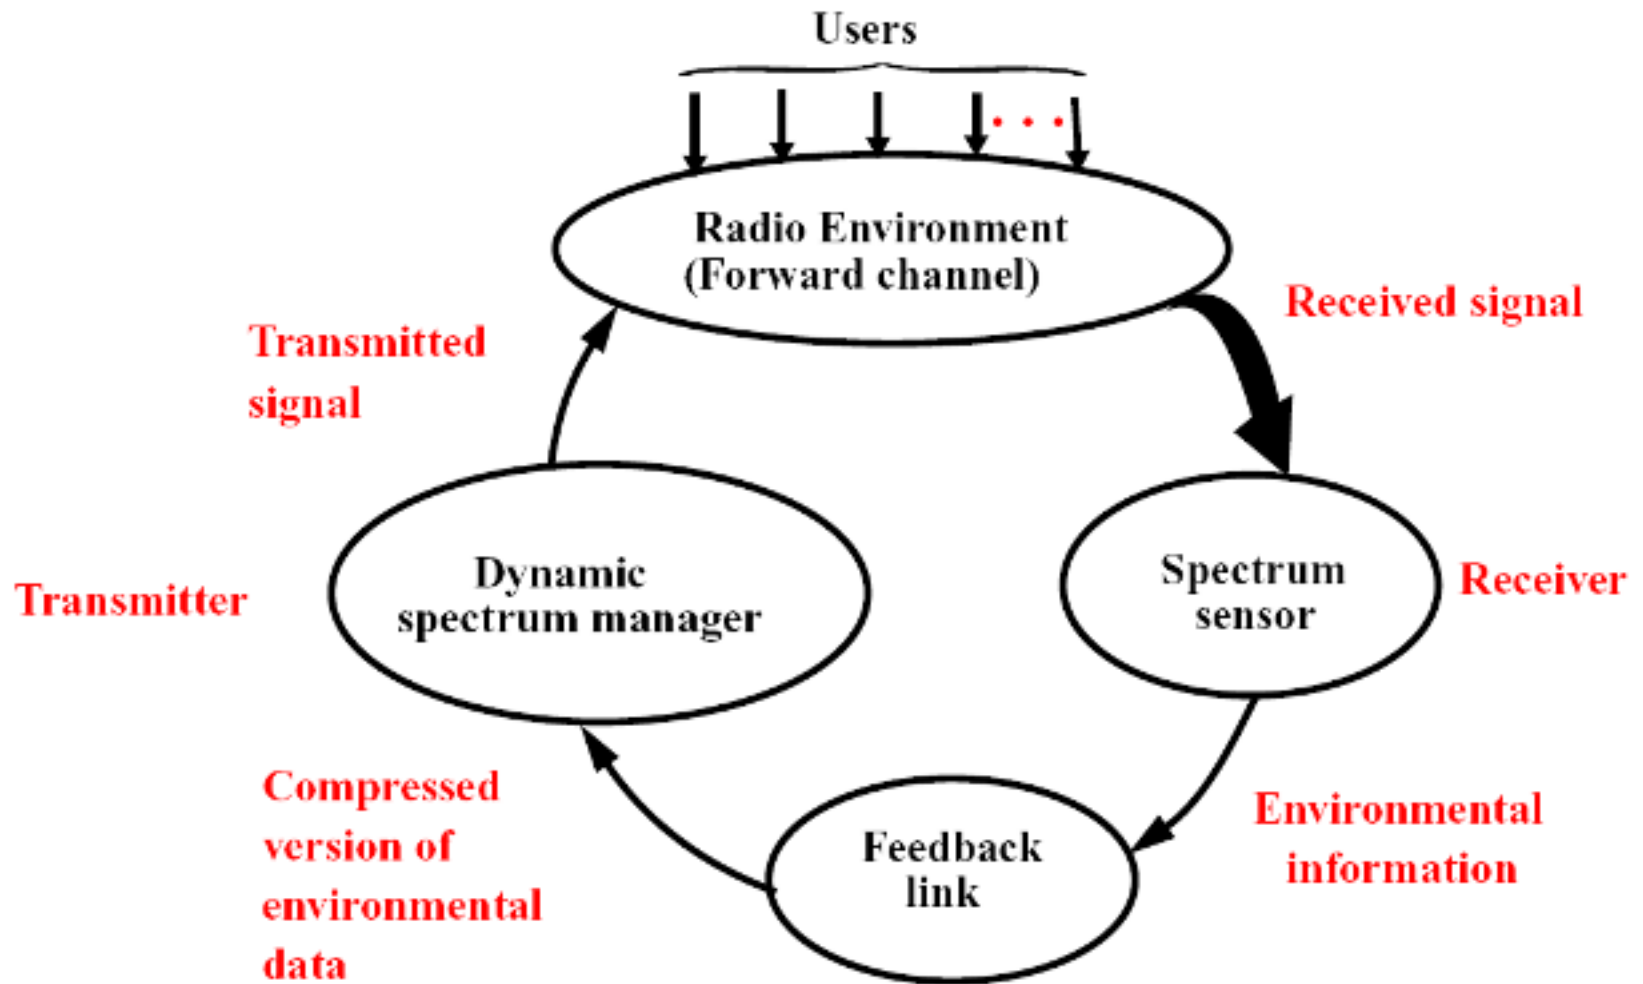 Users
. . .
Radio Environment
(Forward channel)
Received signal
Transmitted
signal
Dynamic
spectrum manager
Transmitter
Spectrum
sensor
Receiver
Compressed
version of
environmental
data
Feedback
link
Environmental
information